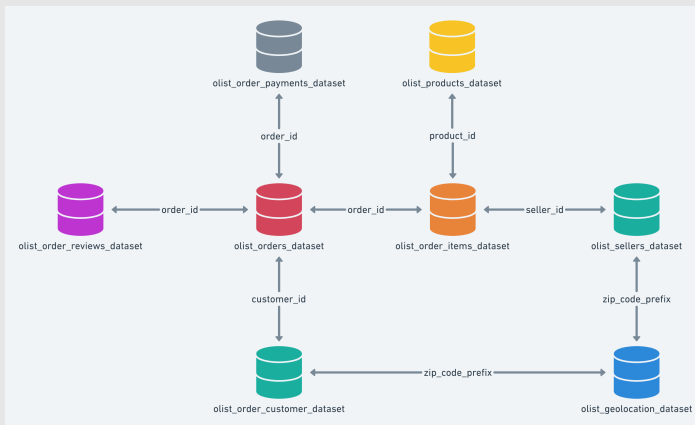 olist_order_payments_dataset
olist_products_dataset
order_id
product_id
order_id
order_id
seller_id
olist_order_reviews_dataset
olist_orders_dataset
olist_order_items_dataset
olist_sellers_dataset
customer_id
zip_code_prefix
zip_code_prefix
olist_order_customer_dataset
olist_geolocation_dataset